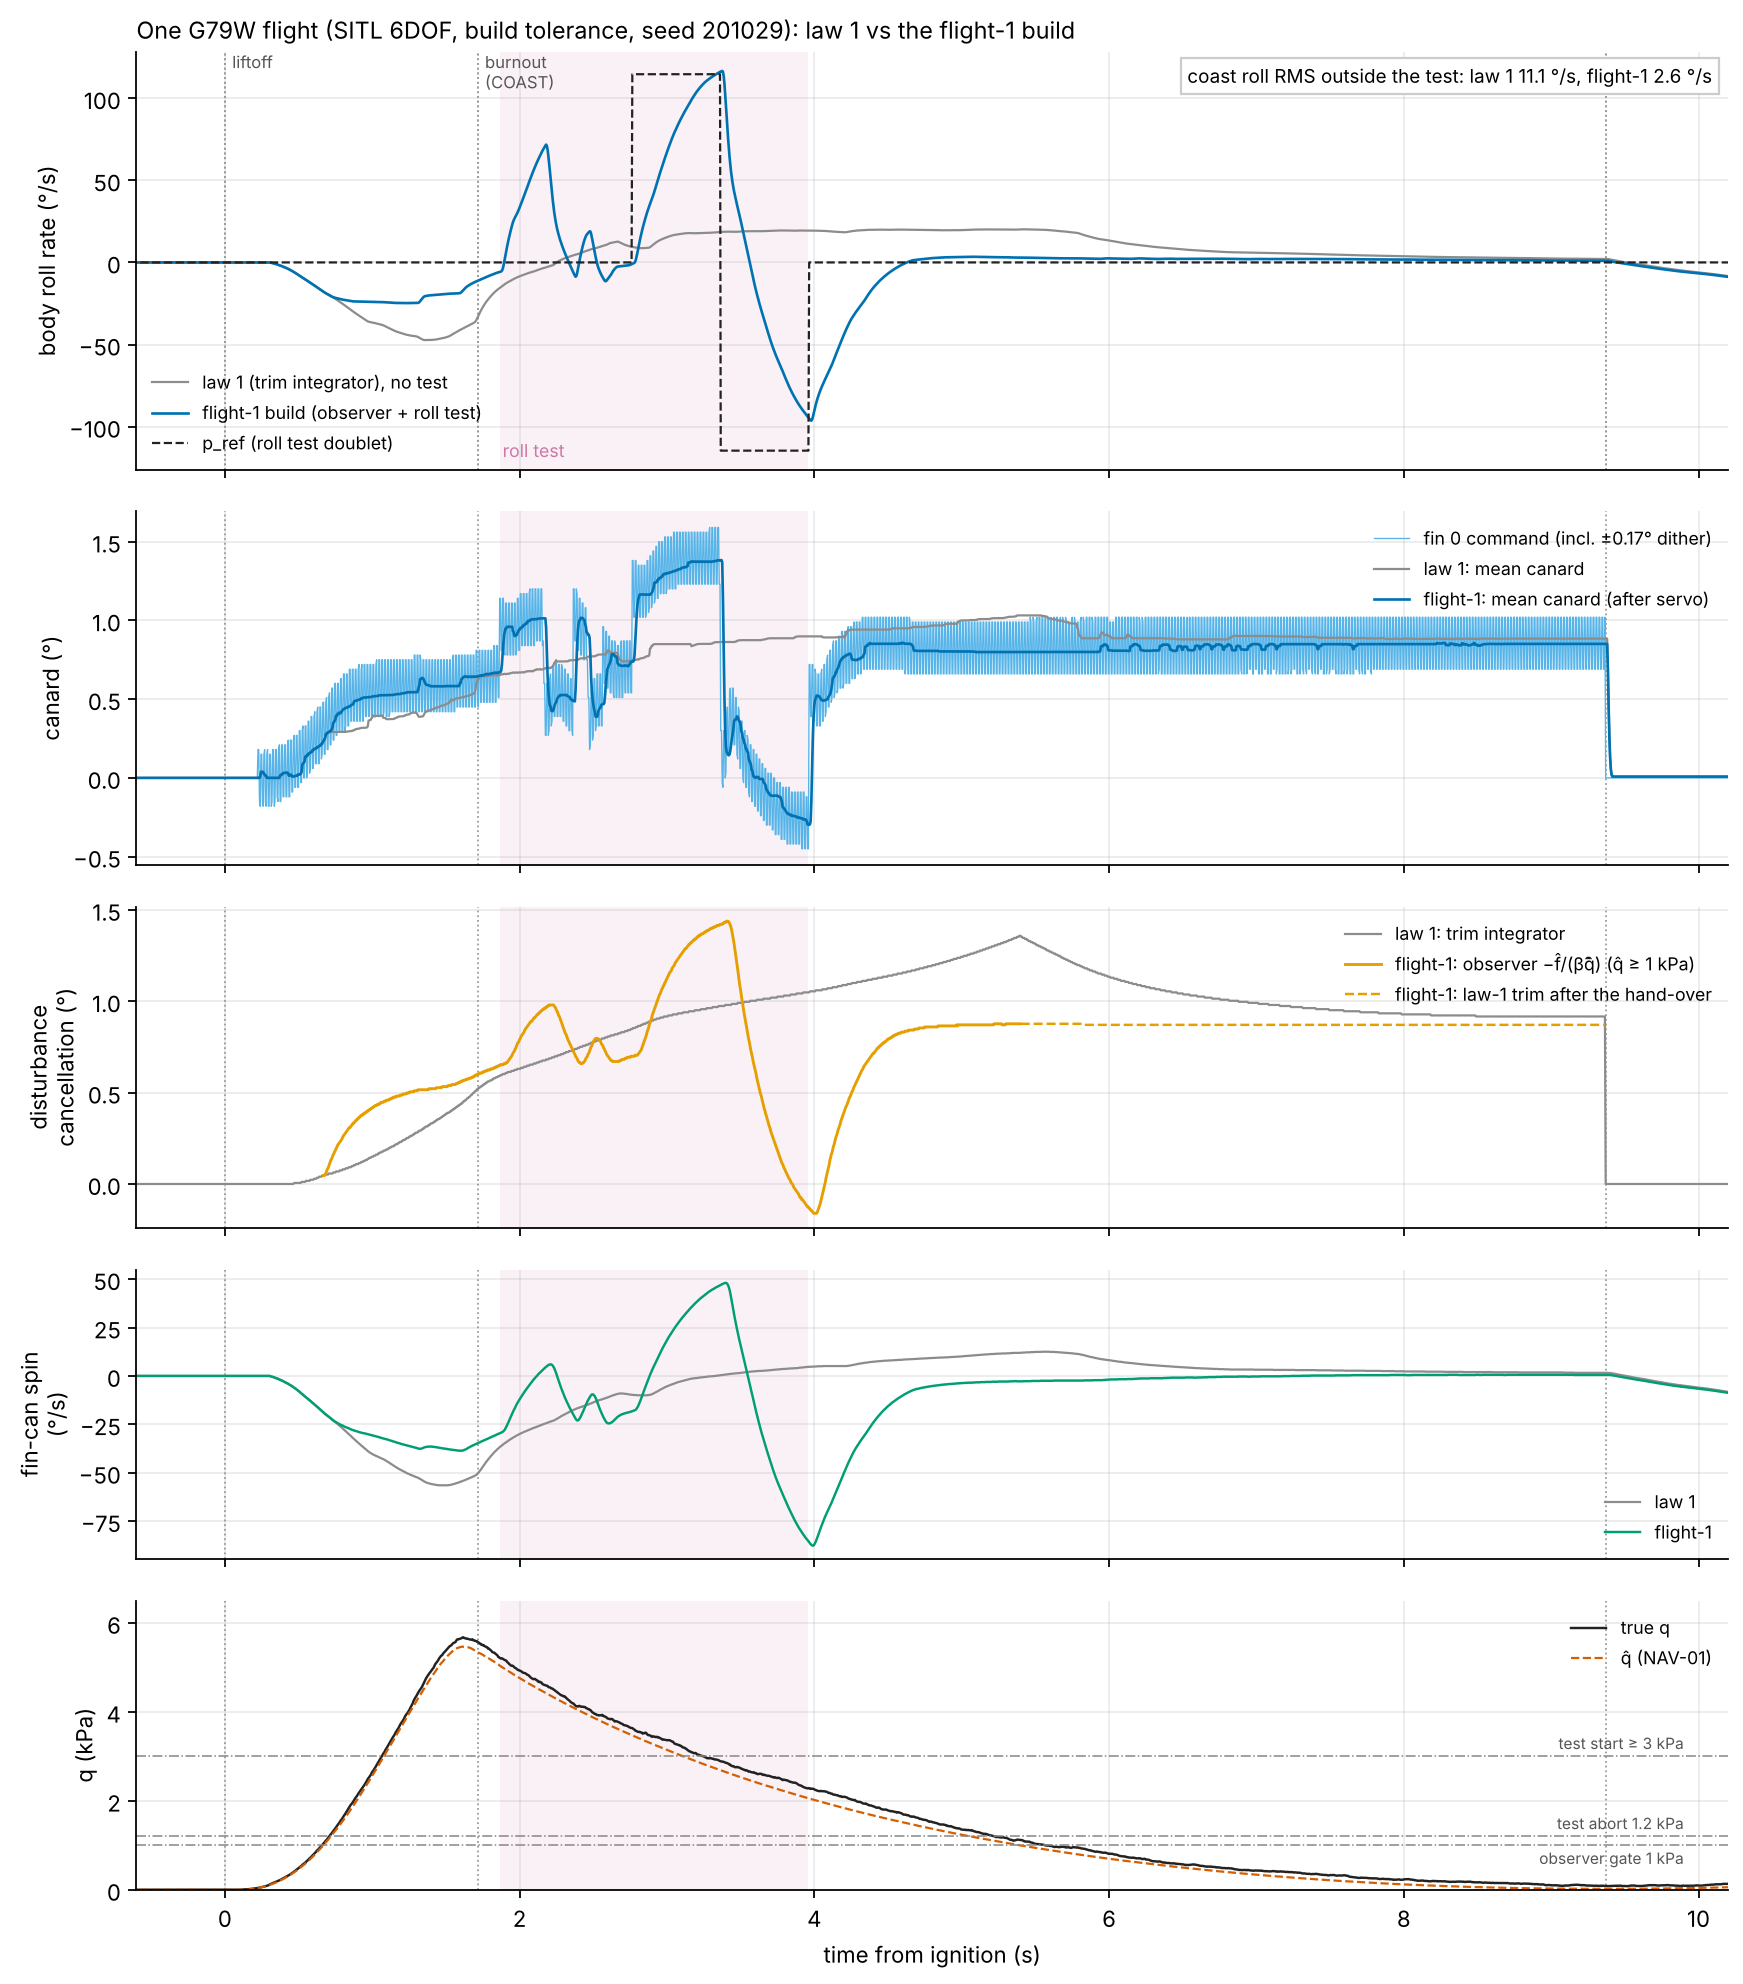 One G79W flight (SITL 6DOF, build tolerance, seed 201029): law 1 vs the flight-1 build
liftoff
burnout
(COAST)
coast roll RMS outside the test: law 1 11.1 °/s, flight-1 2.6 °/s
100
50
0
−50
−100
body roll rate (°/s)
law 1 (trim integrator), no test
flight-1 build (observer + roll test)
p_ref (roll test doublet)
roll test
1.5
1.0
0.5
0.0
−0.5
canard (°)
fin 0 command (incl. ±0.17° dither)
law 1: mean canard
flight-1: mean canard (after servo)
1.5
1.0
0.5
0.0
disturbance
cancellation (°)
law 1: trim integrator
flight-1: observer −f̂/(βq̂) (q̂ ≥ 1 kPa)
flight-1: law-1 trim after the hand-over
50
25
0
−25
−50
−75
fin-can spin
(°/s)
law 1
flight-1
6
4
2
0
q (kPa)
true q
q̂ (NAV-01)
test start ≥ 3 kPa
test abort 1.2 kPa
observer gate 1 kPa
0 2 4 6 8 10
time from ignition (s)